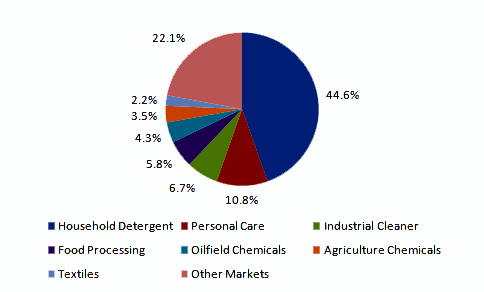 22.1%
44.6%
2.2%
3.5%
4.3%
5.8%
6.7%
10.8%
Household Detergent Personal Care Industrial Cleaner
Food Processing Oilfield Chemicals Agriculture Chemicals
Textiles Other Markets